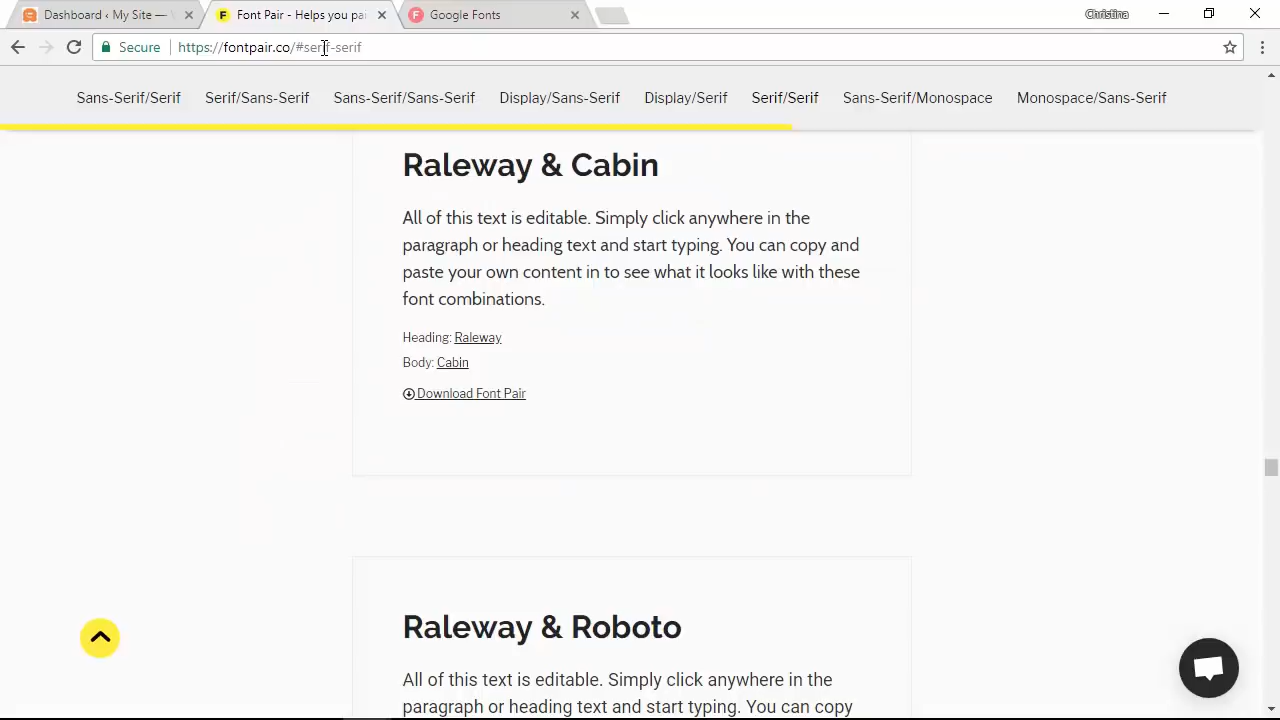 Dashboard ‹ My Site —
Font Pair - Helps you pai
Google Fonts
Christina
Secure
https://fontpair.co/#serif-serif
Sans-Serif/Serif
Serif/Sans-Serif
Sans-Serif/Sans-Serif
Display/Sans-Serif
Display/Serif
Serif/Serif
Sans-Serif/Monospace
Monospace/Sans-Serif
Raleway & Cabin
All of this text is editable. Simply click anywhere in the
paragraph or heading text and start typing. You can copy and
paste your own content in to see what it looks like with these
font combinations.
Heading: Raleway
Body: Cabin
Download Font Pair
Raleway & Roboto
All of this text is editable. Simply click anywhere in the
paragraph or heading text and start typing. You can copy